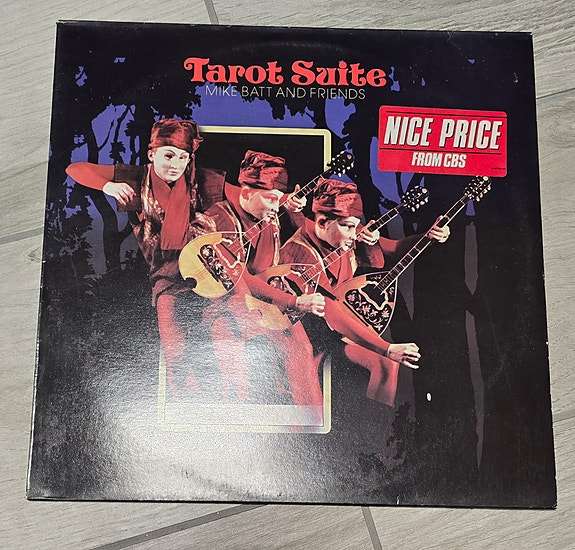 Tarot Suite
MIKE BATT AND FRIENDS
NICE PRICE
FROM CBS